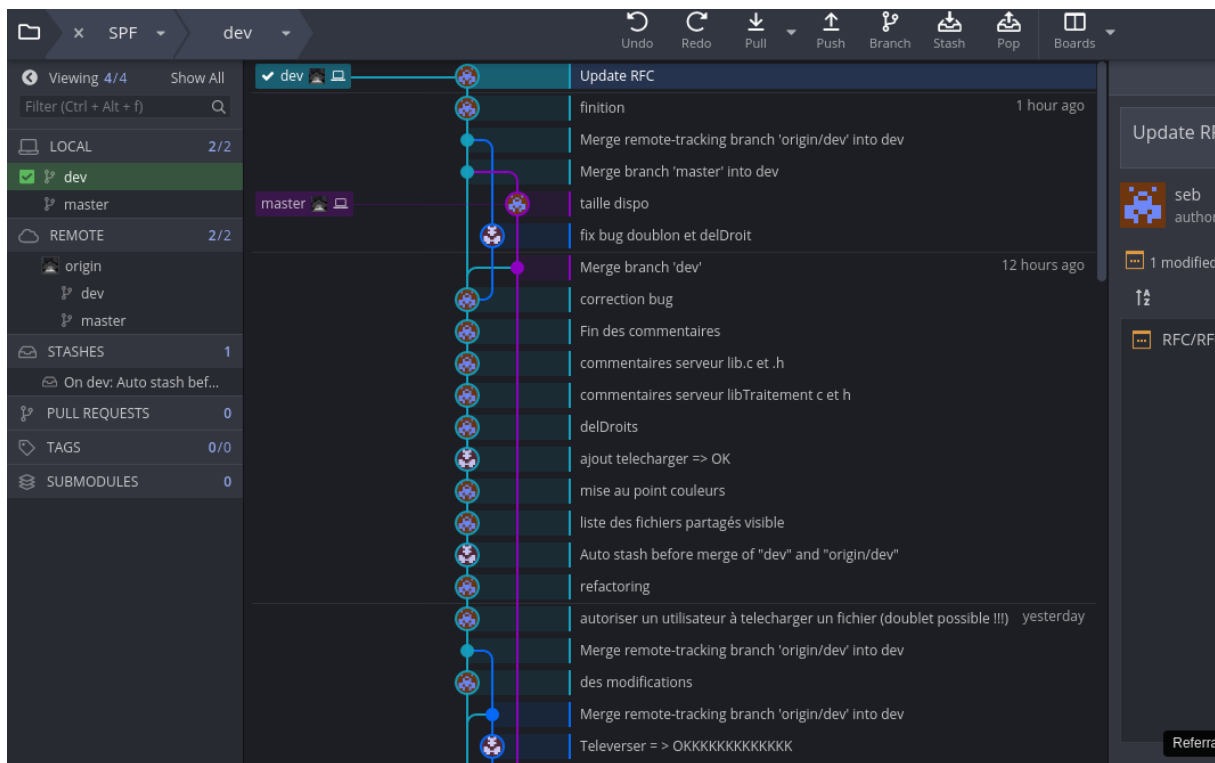 SPF dev
Undo Redo Pull Push Branch Stash Pop Boards
Viewing 4/4 Show All
Filter (Ctrl + Alt + f)
LOCAL 2/2
dev
master
REMOTE 2/2
origin
dev
master
STASHES 1
On dev: Auto stash bef...
PULL REQUESTS 0
TAGS 0/0
SUBMODULES 0
dev Update RFC
finition 1 hour ago
Merge remote-tracking branch 'origin/dev' into dev
Merge branch 'master' into dev
master taille dispo
fix bug doublon et delDroit
Merge branch 'dev' 12 hours ago
correction bug
Fin des commentaires
commentaires serveur lib.c et .h
commentaires serveur libTraitement c et h
delDroits
ajout telecharger => OK
mise au point couleurs
liste des fichiers partagés visible
Auto stash before merge of "dev" and "origin/dev"
refactoring
autoriser un utilisateur à telecharger un fichier (doublet possible !!!) yesterday
Merge remote-tracking branch 'origin/dev' into dev
des modifications
Merge remote-tracking branch 'origin/dev' into dev
Televerser = > OKKKKKKKKKKKKK
Update RF
seb
author
1 modified
RFC/RF
Referra